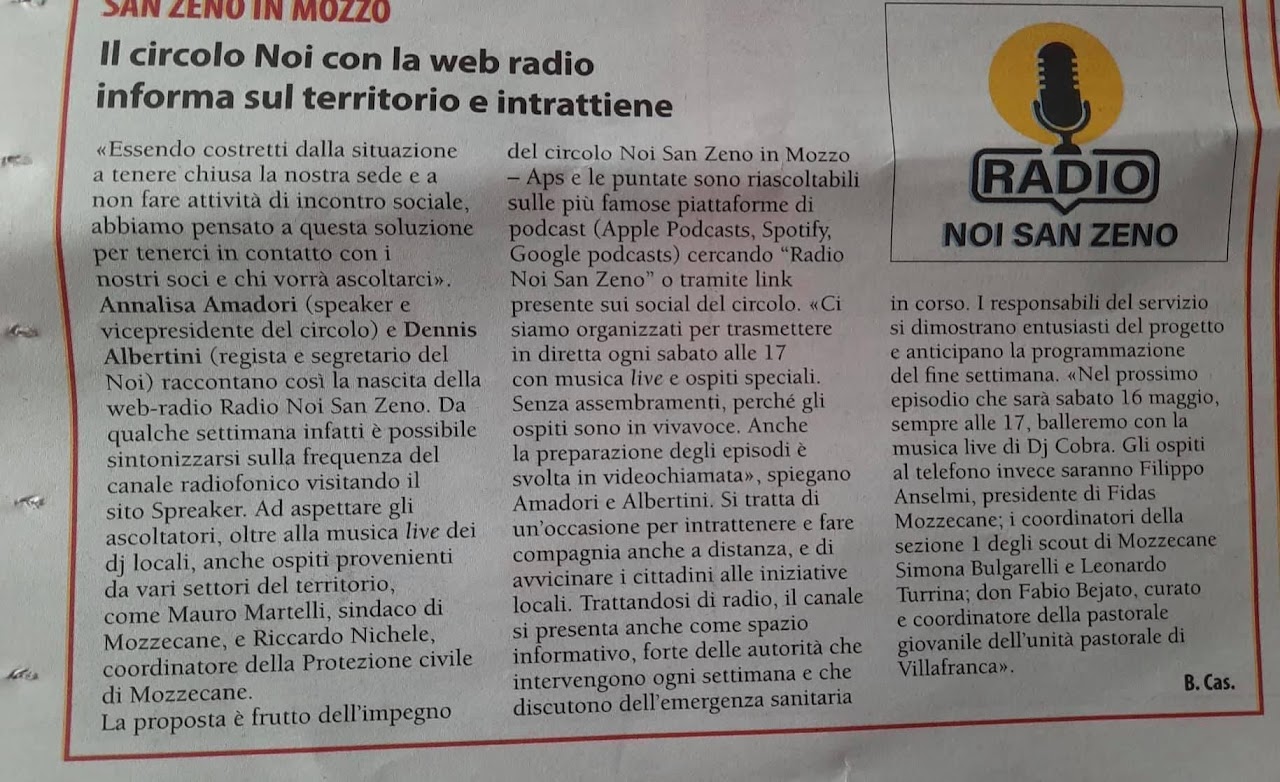 SAN ZENO IN MOZZO
Il circolo Noi con la web radio
informa sul territorio e intrattiene
«Essendo costretti dalla situazione
a tenere chiusa la nostra sede e a
non fare attività di incontro sociale,
abbiamo pensato a questa soluzione
per tenerci in contatto con i
nostri soci e chi vorrà ascoltarci».
Annalisa Amadori (speaker e
vicepresidente del circolo) e Dennis
Albertini (regista e segretario del
Noi) raccontano così la nascita della
web-radio Radio Noi San Zeno. Da
qualche settimana infatti è possibile
sintonizzarsi sulla frequenza del
canale radiofonico visitando il
sito Spreaker. Ad aspettare gli
ascoltatori, oltre alla musica live dei
dj locali, anche ospiti provenienti
da vari settori del territorio,
come Mauro Martelli, sindaco di
Mozzecane, e Riccardo Nichele,
coordinatore della Protezione civile
di Mozzecane.
La proposta è frutto dell'impegno
del circolo Noi San Zeno in Mozzo
– Aps e le puntate sono riascoltabili
sulle più famose piattaforme di
podcast (Apple Podcasts, Spotify,
Google podcasts) cercando “Radio
Noi San Zeno” o tramite link
presente sui social del circolo. «Ci
siamo organizzati per trasmettere
in diretta ogni sabato alle 17
con musica live e ospiti speciali.
Senza assembramenti, perché gli
ospiti sono in vivavoce. Anche
la preparazione degli episodi è
svolta in videochiamata», spiegano
Amadori e Albertini. Si tratta di
un'occasione per intrattenere e fare
compagnia anche a distanza, e di
avvicinare i cittadini alle iniziative
locali. Trattandosi di radio, il canale
si presenta anche come spazio
informativo, forte delle autorità che
intervengono ogni settimana e che
discutono dell'emergenza sanitaria
RADIO
NOI SAN ZENO
in corso. I responsabili del servizio
si dimostrano entusiasti del progetto
e anticipano la programmazione
del fine settimana. «Nel prossimo
episodio che sarà sabato 16 maggio,
sempre alle 17, balleremo con la
musica live di Dj Cobra. Gli ospiti
al telefono invece saranno Filippo
Anselmi, presidente di Fidas
Mozzecane; i coordinatori della
sezione 1 degli scout di Mozzecane
Simona Bulgarelli e Leonardo
Turrina; don Fabio Bejato, curato
e coordinatore della pastorale
giovanile dell'unità pastorale di
Villafranca».
B. Cas.